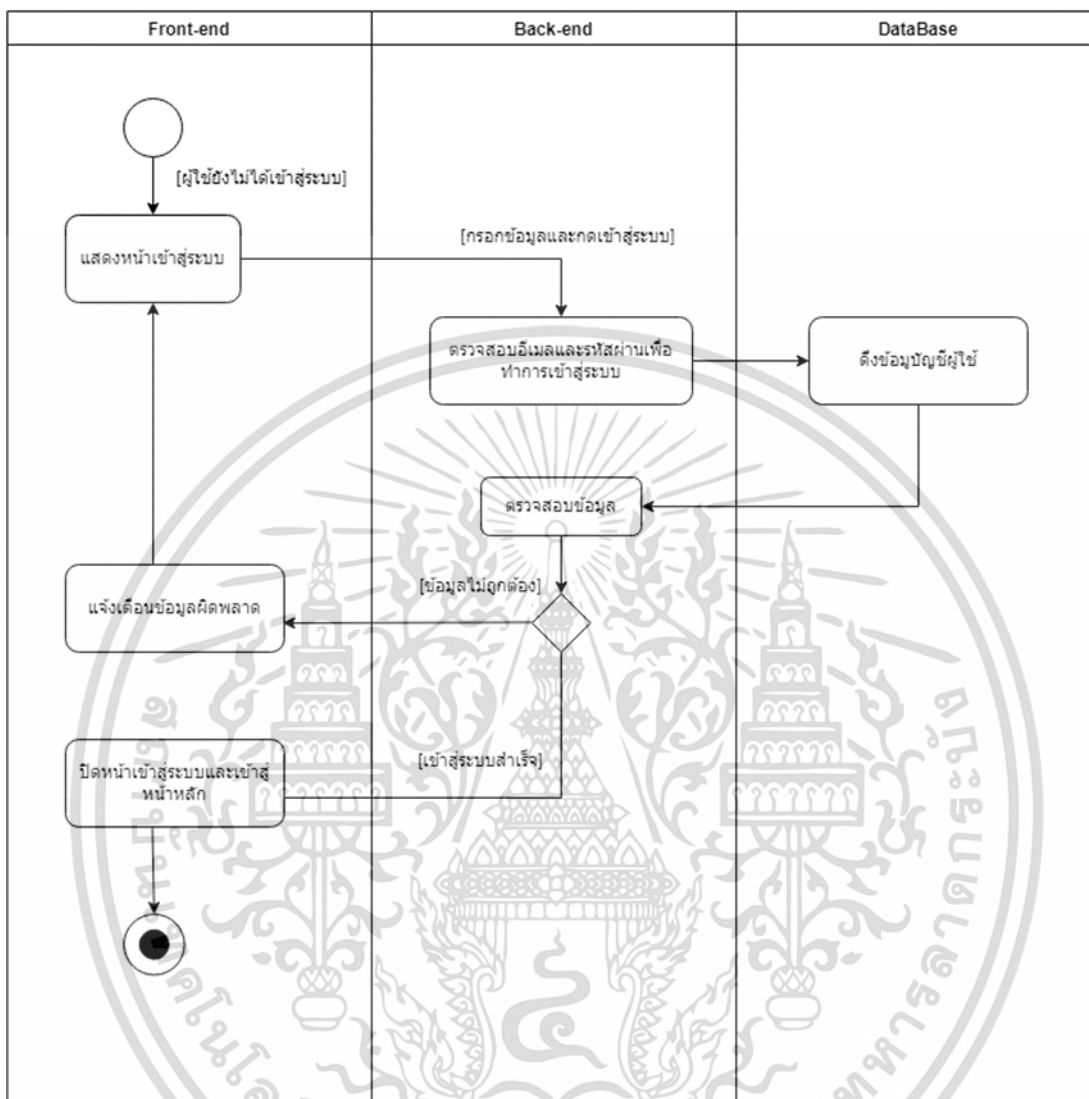 Front-end
Back-end
DataBase
[ผู้ใช้ยังไม่ได้เข้าสู่ระบบ]
แสดงหน้าเข้าสู่ระบบ
[กรอกข้อมูลและกดเข้าสู่ระบบ]
ตรวจสอบอีเมลและรหัสผ่านเพื่อ
ทำการเข้าสู่ระบบ
ดึงข้อมูบัญชีผู้ใช้
ตรวจสอบข้อมูล
[ข้อมูลไม่ถูกต้อง]
แจ้งเตือนข้อมูลผิดพลาด
[เข้าสู่ระบบสำเร็จ]
ปิดหน้าเข้าสู่ระบบและเข้าสู่
หน้าหลัก